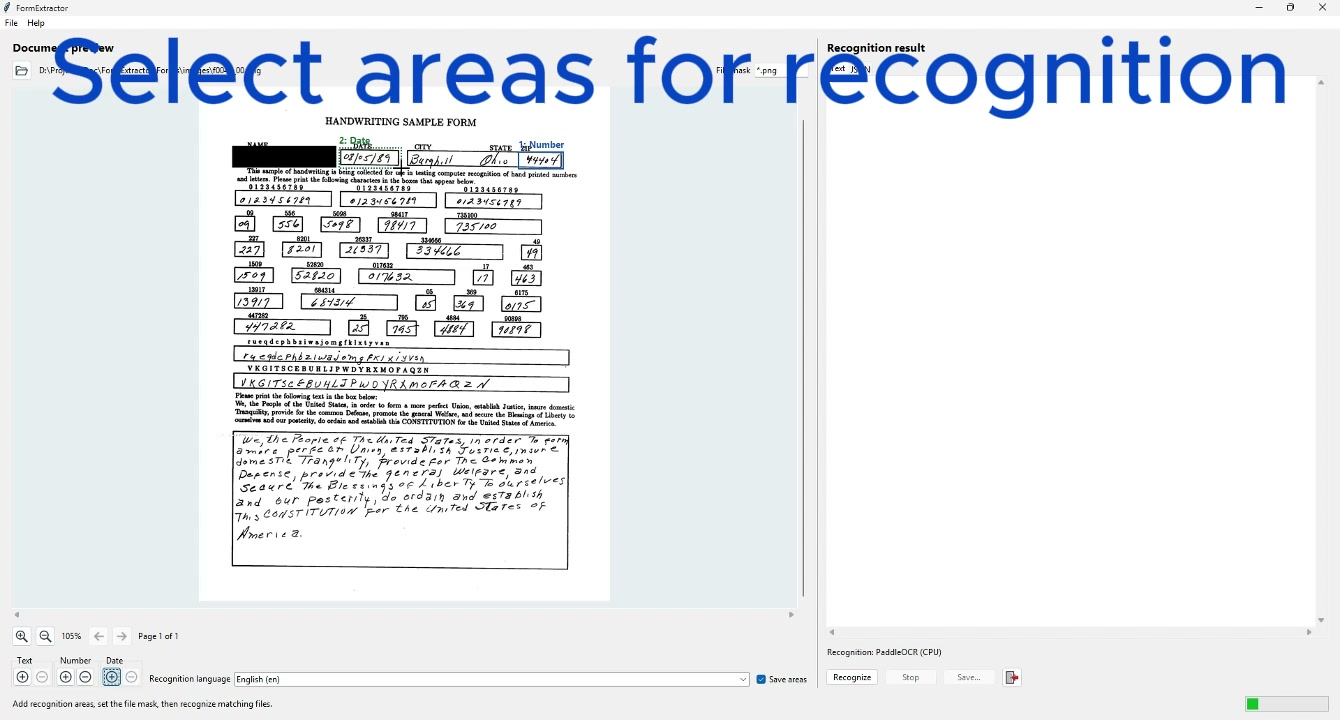 FormExtractor
File Help
Select areas for recognition
Document preview
Recognition result
File mask *.png
Text JSON
HANDWRITING SAMPLE FORM
2: Date
1: Number
NAME DATE CITY STATE ZIP
08/05/89 Burghill Ohio 44404
This sample of handwriting is being collected for use in testing computer recognition of hand printed numbers
and letters. Please print the following characters in the boxes that appear below.
0123456789 0123456789 0123456789
0123456789 0123456789 0123456789
09 556 5098 98417 735100
09 556 5098 98417 735100
227 8201 26337 334666 49
227 8201 26337 334666 49
1509 52820 017632 17 463
1509 52820 017632 17 463
13917 684314 05 369 6175
13917 684314 05 369 6175
447282 25 795 4884 90898
447282 25 795 4884 90898
rueqdcphbziwajomgfklxtyvsn
ryeqdcphbziwajomgfklxiyvsn
VKGITSCEBUHLJPWDYRXMOFAQZN
VKGITSCEBUHLJPWDYRXMOFAQZN
Please print the following text in the box below:
We, the People of the United States, in order to form a more perfect Union, establish Justice, insure domestic
Tranquility, provide for the common Defense, promote the general Welfare, and secure the Blessings of Liberty to
ourselves and our posterity, do ordain and establish this CONSTITUTION for the United States of America.
We, the People of The United States, in order To form
a more perfect Union, establish Justice, insure
domestic Tranquility, provide for The Common
Defense, provide The general Welfare, and
secure The Blessings of Liberty To ourselves
and our posterity, do ordain and establish
This CONSTITUTION for the United States of
America.
105% Page 1 of 1
Text Number Date
Recognition language English (en) Save areas
Recognition: PaddleOCR (CPU)
Recognize Stop Save...
Add recognition areas, set the file mask, then recognize matching files.